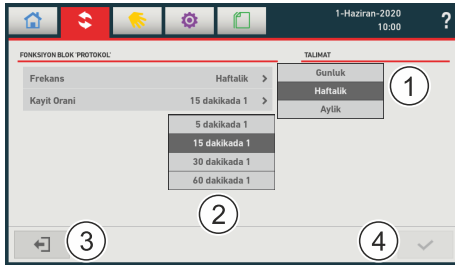 1-Haziran-2020
10:00
?
FONKSIYON BLOK 'PROTOKOL'
TALIMAT
Frekans
Haftalik >
Kayit Orani
15 dakikada 1 >
Gunluk
Haftalik
Aylik
1
5 dakikada 1
15 dakikada 1
30 dakikada 1
60 dakikada 1
2
3
4